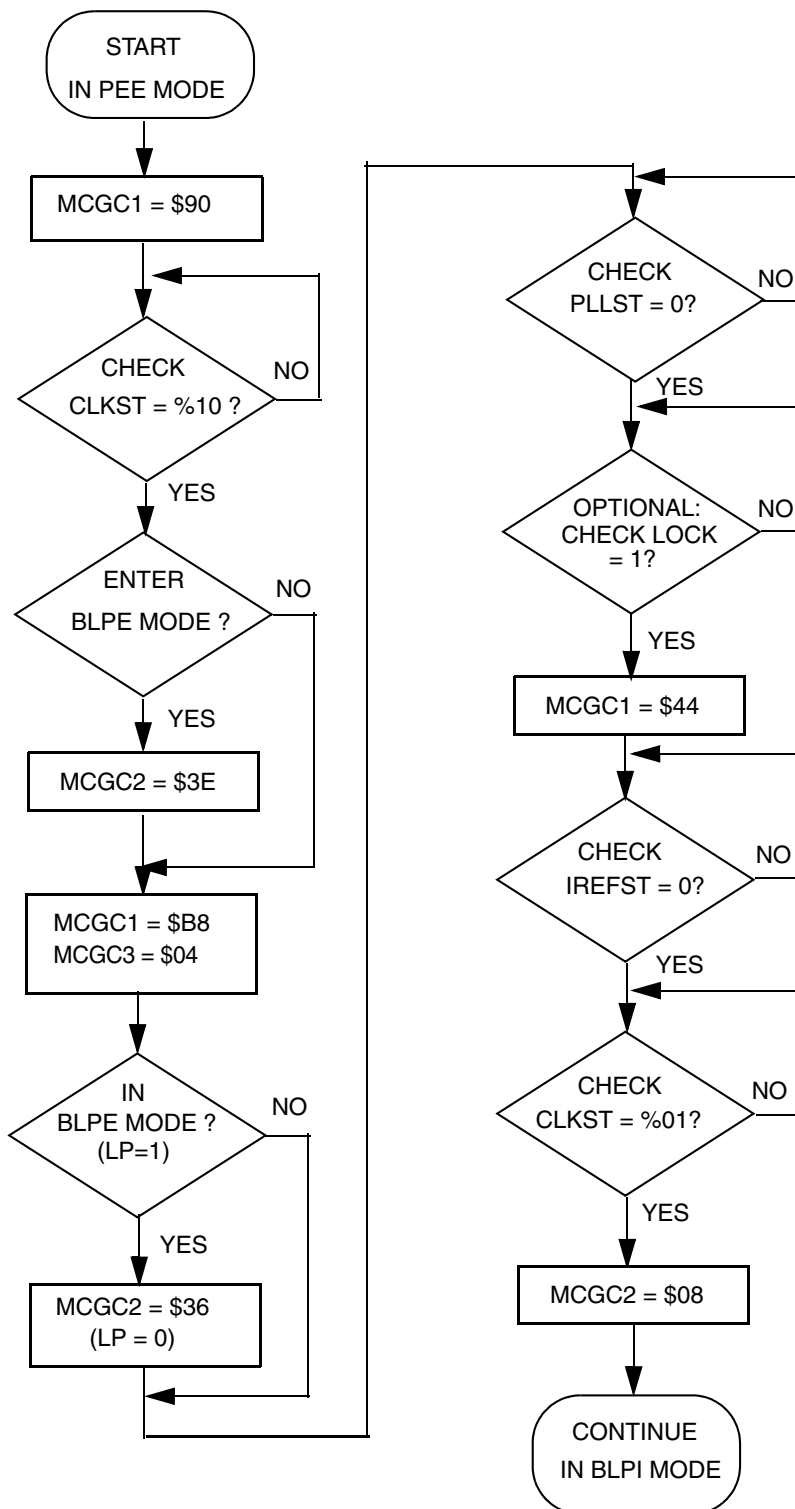 START
IN PEE MODE
MCGC1 = $90
CHECK
CLKST = %10 ?
NO
YES
ENTER
BLPE MODE ?
NO
YES
MCGC2 = $3E
MCGC1 = $B8
MCGC3 = $04
IN
BLPE MODE ?
(LP=1)
NO
YES
MCGC2 = $36
(LP = 0)
CHECK
PLLST = 0?
NO
YES
OPTIONAL:
CHECK LOCK
= 1?
NO
YES
MCGC1 = $44
CHECK
IREFST = 0?
NO
YES
CHECK
CLKST = %01?
NO
YES
MCGC2 = $08
CONTINUE
IN BLPI MODE